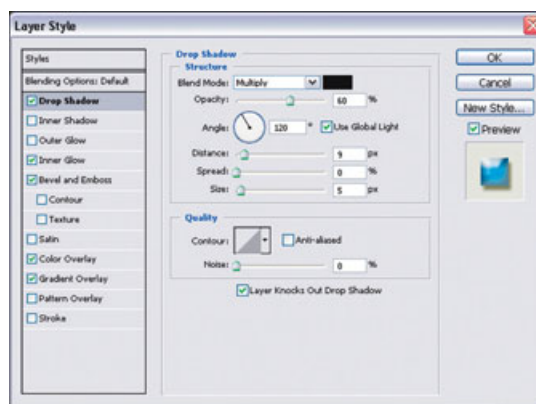 Layer Style
Styles
Blending Options: Default
Drop Shadow
Inner Shadow
Outer Glow
Inner Glow
Bevel and Emboss
Contour
Texture
Satin
Color Overlay
Gradient Overlay
Pattern Overlay
Stroke
Drop Shadow
Structure
Blend Mode: Multiply
Opacity: 60 %
Angle: 120 ° Use Global Light
Distance: 9 px
Spread: 0 %
Size: 5 px
Quality
Contour: Anti-aliased
Noise: 0 %
Layer Knocks Out Drop Shadow
OK
Cancel
New Style...
Preview